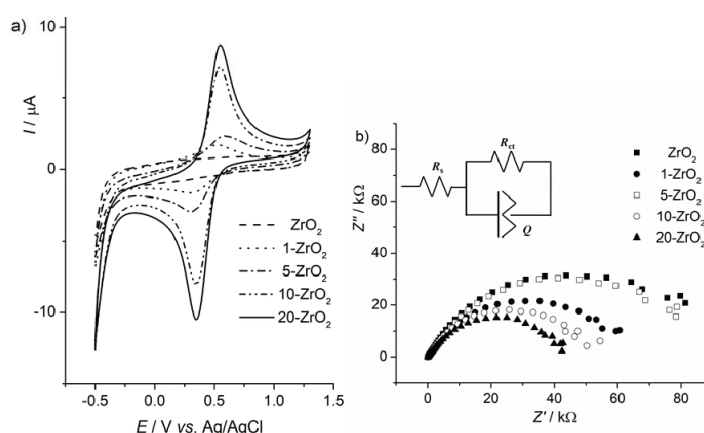 a)
10
0
-10
I / μA
-0.5 0.0 0.5 1.0
E / V vs. Ag/AgCl
ZrO₂
1-ZrO₂
5-ZrO₂
10-ZrO₂
20-ZrO₂
b)
80
60
40
20
0
Z'' / kΩ
0 20 40 60 80
Z' / kΩ
Rs
Rct
Q
ZrO₂
1-ZrO₂
5-ZrO₂
10-ZrO₂
20-ZrO₂